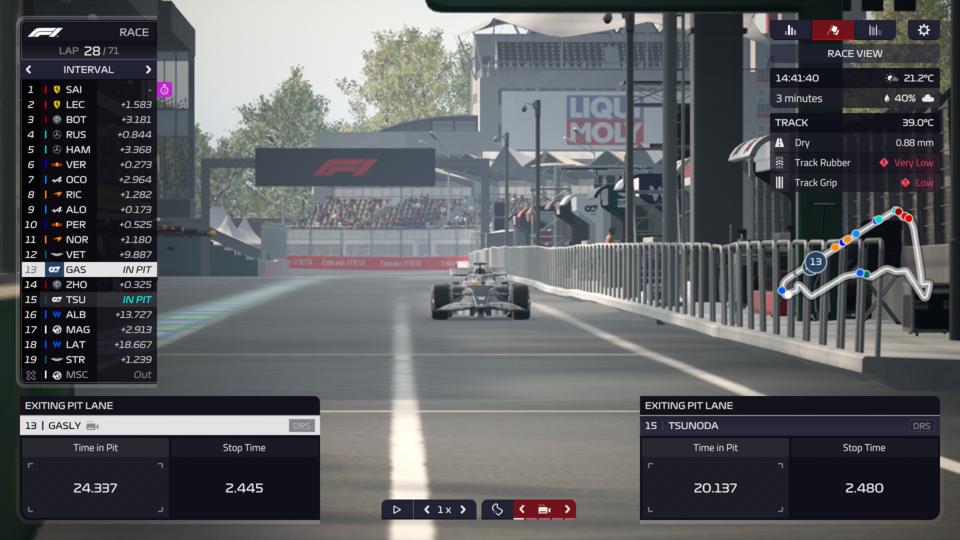 F1
RACE
LAP 28/71
INTERVAL
1 SAI -
2 LEC +1.583
3 BOT +3.181
4 RUS +0.844
5 HAM +3.368
6 VER +0.273
7 OCO +2.964
8 RIC +1.282
9 ALO +0.173
10 PER +0.525
11 NOR +1.180
12 VET +9.887
13 GAS IN PIT
14 ZHO +0.325
15 TSU IN PIT
16 ALB +13.727
17 MAG +2.913
18 LAT +18.667
19 STR +1.239
MSC Out
RACE VIEW
14:41:40 21.2°C
3 minutes 40%
TRACK 39.0°C
Dry 0.88 mm
Track Rubber Very Low
Track Grip Low
13
LIQUI
MOLY
F1
EXITING PIT LANE
13 GASLY DRS
Time in Pit Stop Time
24.337 2.445
EXITING PIT LANE
15 TSUNODA DRS
Time in Pit Stop Time
20.137 2.480
1x